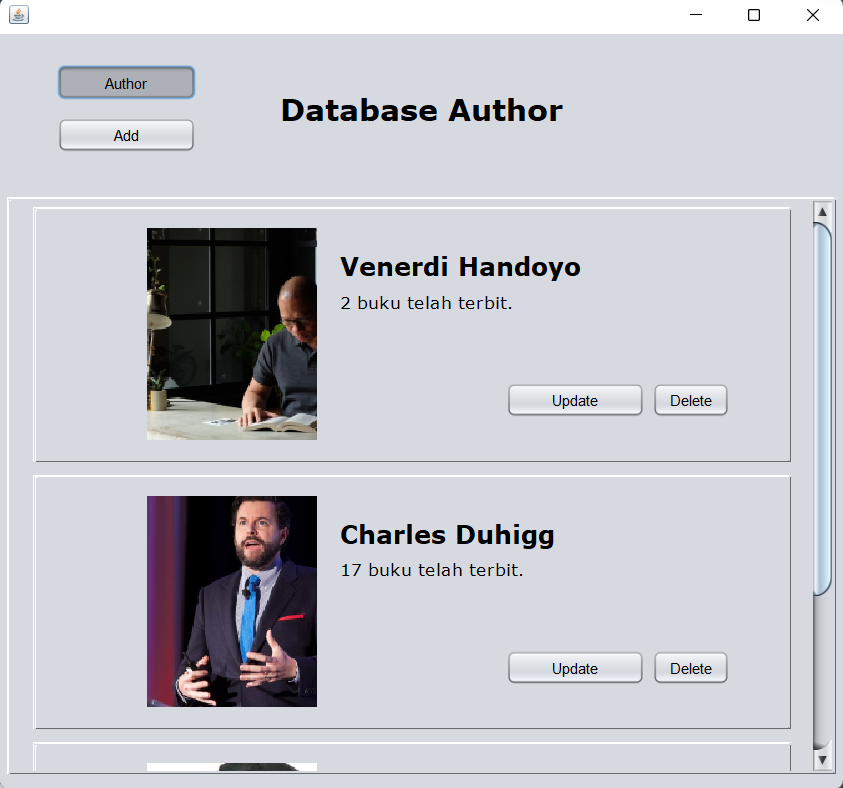 Author
Database Author
Add
Venerdi Handoyo
2 buku telah terbit.
Update Delete
Charles Duhigg
17 buku telah terbit.
Update Delete